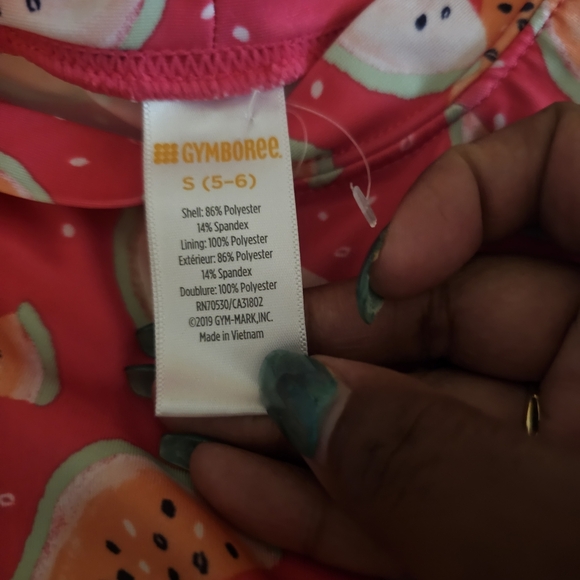 GYMBOREE.
S (5-6)
Shell: 86% Polyester
14% Spandex
Lining: 100% Polyester
Extérieur: 86% Polyester
14% Spandex
Doublure: 100% Polyester
RN70530/CA31802
©2019 GYM-MARK,INC.
Made in Vietnam